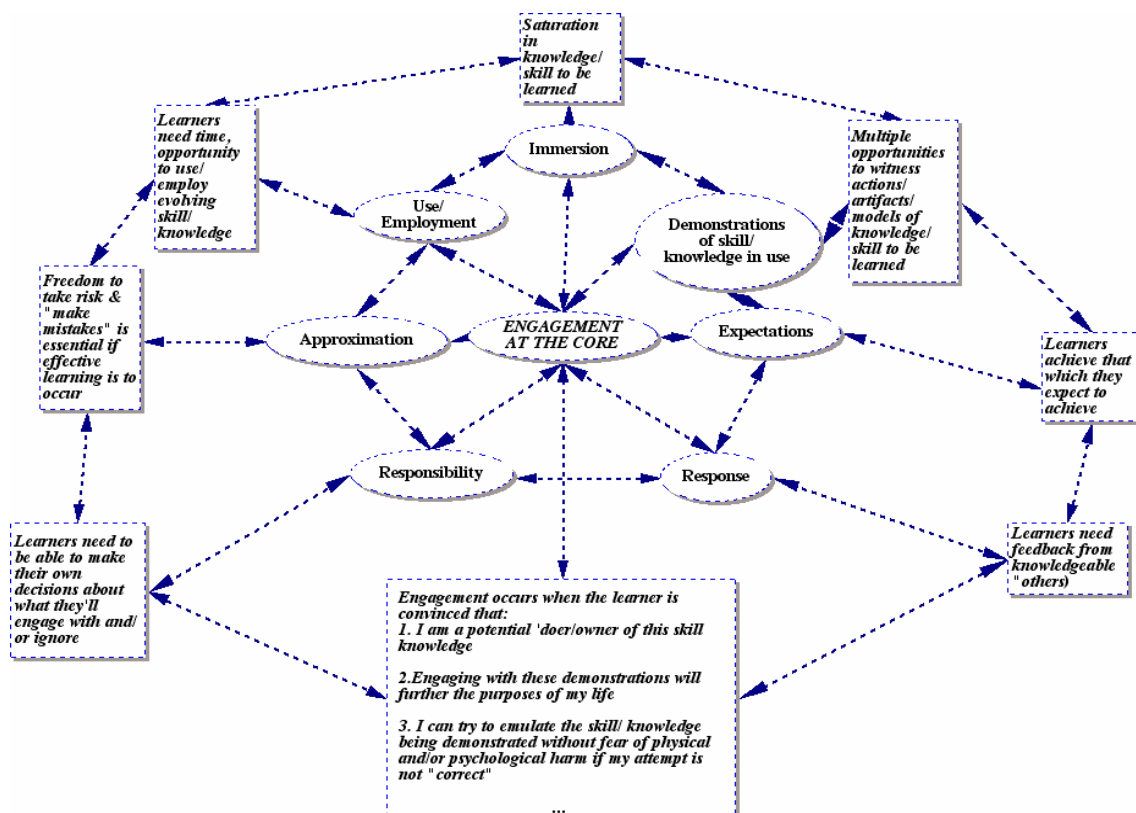 Saturation
in
knowledge/
skill to be
learned
Learners
need time,
opportunity
to use/
employ
evolving
skill/
knowledge
Immersion
Multiple
opportunities
to witness
actions/
artifacts/
models of
knowledge/
skill to be
learned
Use/
Employment
Demonstrations
of skill/
knowledge in use
Freedom to
take risk &
"make
mistakes" is
essential if
effective
learning is to
occur
Approximation
ENGAGEMENT
AT THE CORE
Expectations
Learners
achieve that
which they
expect to
achieve
Responsibility
Response
Learners need to
be able to make
their own
decisions about
what they'll
engage with and/
or ignore
Learners need
feedback from
knowledgeable
"others)
Engagement occurs when the learner is
convinced that:
1. I am a potential 'doer/owner of this skill
knowledge
2.Engaging with these demonstrations will
further the purposes of my life
3. I can try to emulate the skill/ knowledge
being demonstrated without fear of physical
and/or psychological harm if my attempt is
not "correct"
...